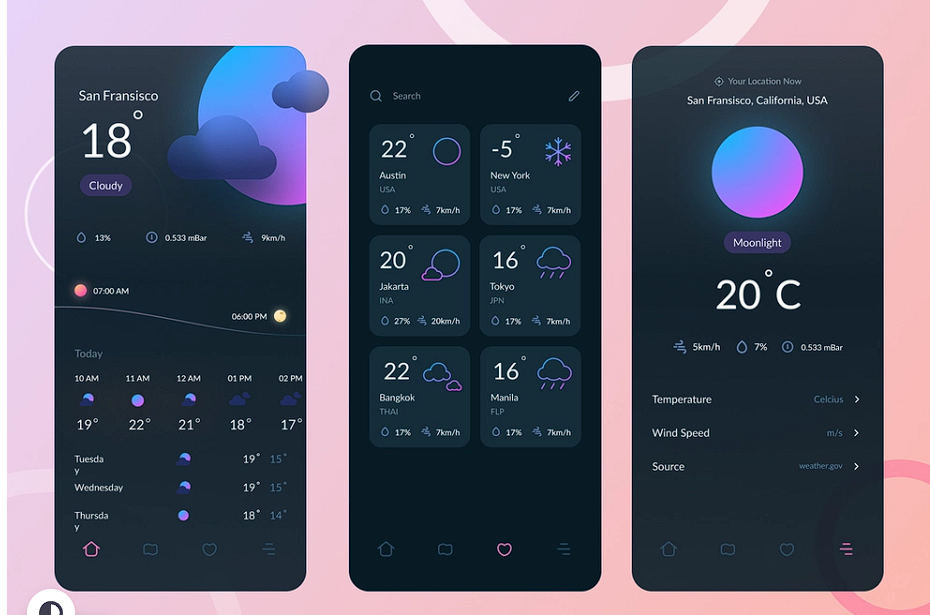 San Fransisco
18°
Cloudy
13% 0.533 mBar 9km/h
07:00 AM
06:00 PM
Today
10 AM 11 AM 12 AM 01 PM 02 PM
19° 22° 21° 18° 17°
Tuesda
y
19° 15°
Wednesday 19° 15°
Thursda
y
18° 14°
Search
22°
Austin
USA
17% 7km/h
-5°
New York
USA
17% 7km/h
20°
Jakarta
INA
27% 20km/h
16°
Tokyo
JPN
17% 7km/h
22°
Bangkok
THAI
17% 7km/h
16°
Manila
FLP
17% 7km/h
Your Location Now
San Fransisco, California, USA
Moonlight
20°C
5km/h 7% 0.533 mBar
Temperature Celcius
Wind Speed m/s
Source weather.gov